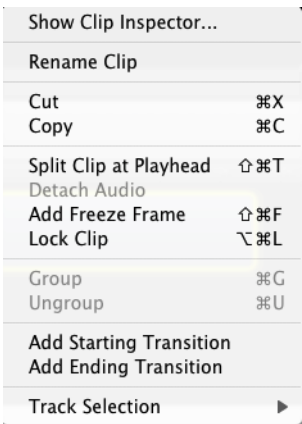 Show Clip Inspector...
Rename Clip
Cut ⌘X
Copy ⌘C
Split Clip at Playhead ⇧⌘T
Detach Audio
Add Freeze Frame ⇧⌘F
Lock Clip ⌥⌘L
Group ⌘G
Ungroup ⌘U
Add Starting Transition
Add Ending Transition
Track Selection ▶